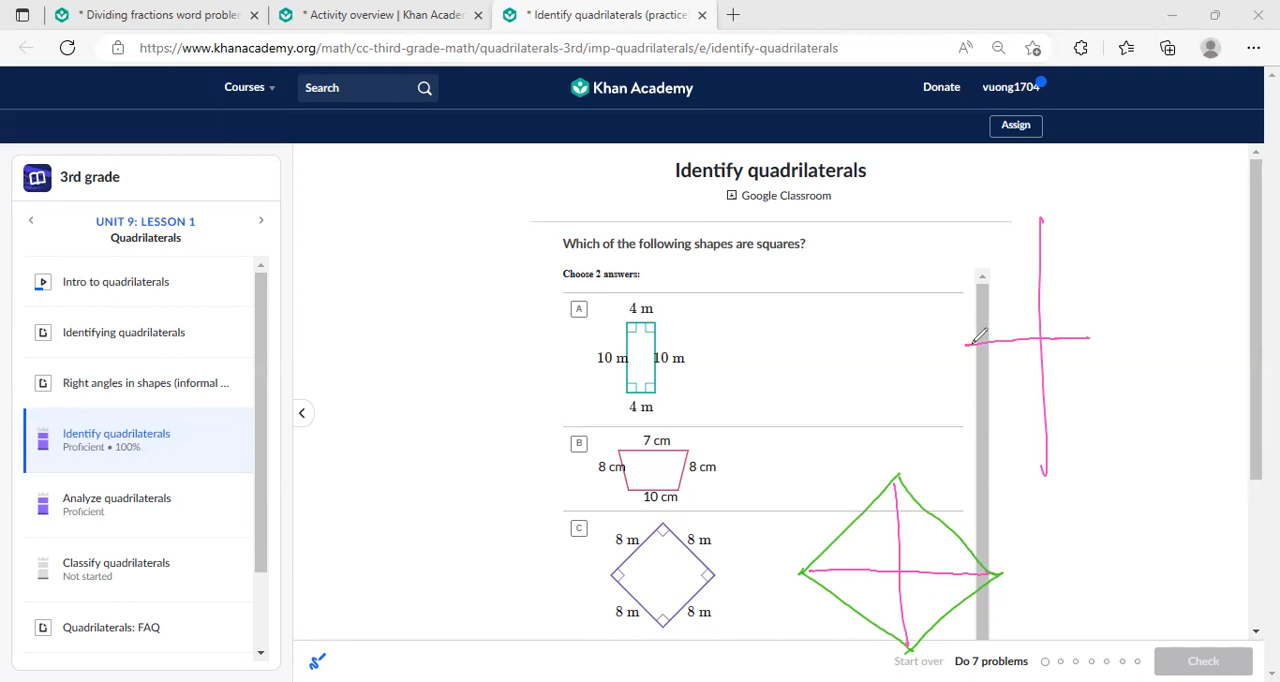 * Dividing fractions word proble
* Activity overview | Khan Acade
* Identify quadrilaterals (practice
https://www.khanacademy.org/math/cc-third-grade-math/quadrilaterals-3rd/imp-quadrilaterals/e/identify-quadrilaterals
Courses
Search
Khan Academy
Donate
vuong1704
Assign
3rd grade
UNIT 9: LESSON 1
Quadrilaterals
Intro to quadrilaterals
Identifying quadrilaterals
Right angles in shapes (informal ...
Identify quadrilaterals
Proficient • 100%
Analyze quadrilaterals
Proficient
Classify quadrilaterals
Not started
Quadrilaterals: FAQ
Identify quadrilaterals
Google Classroom
Which of the following shapes are squares?
Choose 2 answers:
A
4 m
10 m 10 m
4 m
B
7 cm
8 cm 8 cm
10 cm
C
8 m 8 m
8 m 8 m
Start over
Do 7 problems
Check